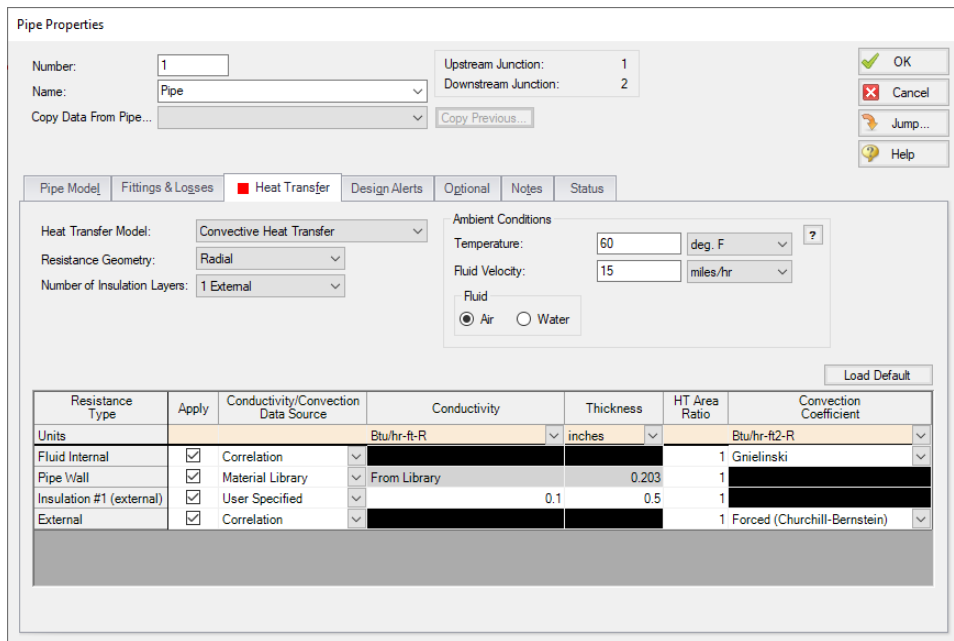 Pipe Properties
Number: 1
Upstream Junction: 1
OK
Name: Pipe
Downstream Junction: 2
Cancel
Copy Data From Pipe... Copy Previous...
Jump...
Help
Pipe Model Fittings & Losses Heat Transfer Design Alerts Optional Notes Status
Ambient Conditions
Heat Transfer Model: Convective Heat Transfer
Temperature: 60 deg. F ?
Resistance Geometry: Radial
Fluid Velocity: 15 miles/hr
Number of Insulation Layers: 1 External
Fluid
Air Water
Load Default
Resistance Type Apply Conductivity/Convection Data Source Conductivity Thickness HT Area Ratio Convection Coefficient
Units Btu/hr-ft-R inches Btu/hr-ft2-R
Fluid Internal Correlation 1 Gnielinski
Pipe Wall Material Library From Library 0.203 1
Insulation #1 (external) User Specified 0.1 0.5 1
External Correlation 1 Forced (Churchill-Bernstein)